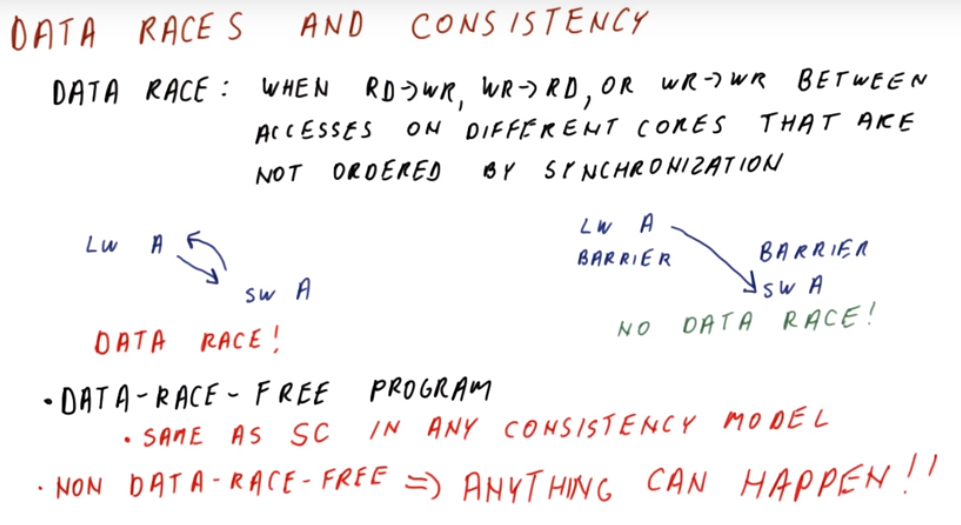 DATA RACES AND CONSISTENCY
DATA RACE: WHEN RD→WR, WR→RD, OR WR→WR BETWEEN
ACCESSES ON DIFFERENT CORES THAT ARE
NOT ORDERED BY SYNCHRONIZATION
LW A
SW A
DATA RACE!
LW A
BARRIER
BARRIER
SW A
NO DATA RACE!
• DATA-RACE-FREE PROGRAM
• SAME AS SC IN ANY CONSISTENCY MODEL
• NON DATA-RACE-FREE ⇒ ANYTHING CAN HAPPEN!!